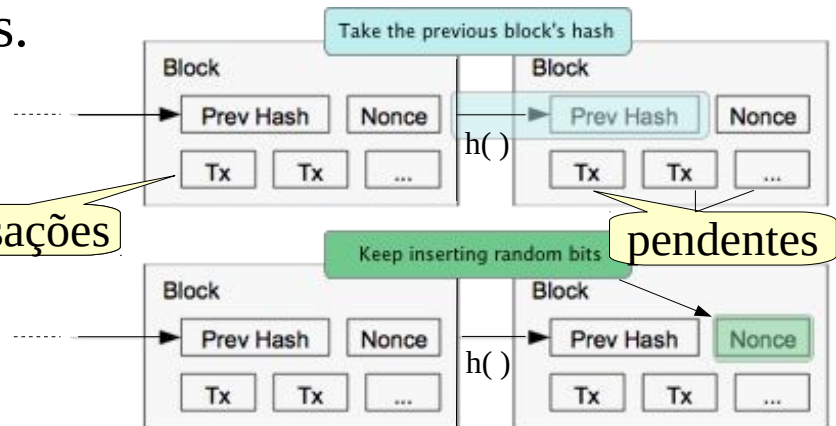 s.
Take the previous block's hash
Block Block
Prev Hash Nonce h( ) Prev Hash Nonce
Tx Tx ... Tx Tx ...
sações pendentes
Keep inserting random bits
Block Block
Prev Hash Nonce h( ) Prev Hash Nonce
Tx Tx ... Tx Tx ...